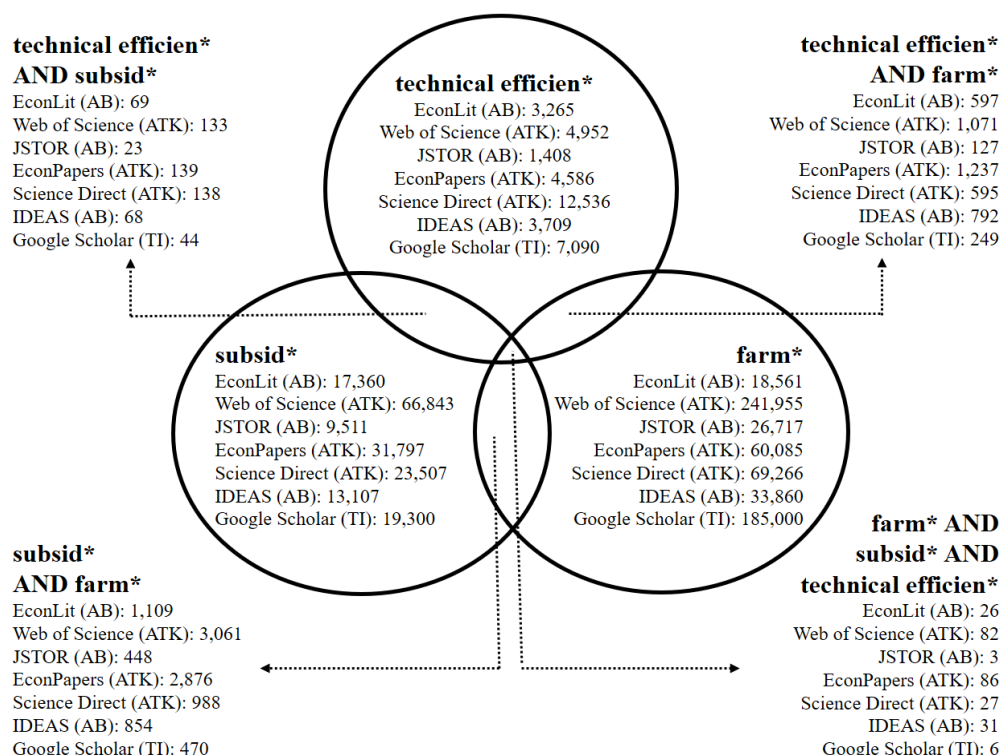 technical efficien*
AND subsid*
EconLit (AB): 69
Web of Science (ATK): 133
JSTOR (AB): 23
EconPapers (ATK): 139
Science Direct (ATK): 138
IDEAS (AB): 68
Google Scholar (TI): 44
technical efficien*
EconLit (AB): 3,265
Web of Science (ATK): 4,952
JSTOR (AB): 1,408
EconPapers (ATK): 4,586
Science Direct (ATK): 12,536
IDEAS (AB): 3,709
Google Scholar (TI): 7,090
technical efficien*
AND farm*
EconLit (AB): 597
Web of Science (ATK): 1,071
JSTOR (AB): 127
EconPapers (ATK): 1,237
Science Direct (ATK): 595
IDEAS (AB): 792
Google Scholar (TI): 249
subsid*
EconLit (AB): 17,360
Web of Science (ATK): 66,843
JSTOR (AB): 9,511
EconPapers (ATK): 31,797
Science Direct (ATK): 23,507
IDEAS (AB): 13,107
Google Scholar (TI): 19,300
farm*
EconLit (AB): 18,561
Web of Science (ATK): 241,955
JSTOR (AB): 26,717
EconPapers (ATK): 60,085
Science Direct (ATK): 69,266
IDEAS (AB): 33,860
Google Scholar (TI): 185,000
subsid*
AND farm*
EconLit (AB): 1,109
Web of Science (ATK): 3,061
JSTOR (AB): 448
EconPapers (ATK): 2,876
Science Direct (ATK): 988
IDEAS (AB): 854
Google Scholar (TI): 470
farm* AND
subsid* AND
technical efficien*
EconLit (AB): 26
Web of Science (ATK): 82
JSTOR (AB): 3
EconPapers (ATK): 86
Science Direct (ATK): 27
IDEAS (AB): 31
Google Scholar (TI): 6